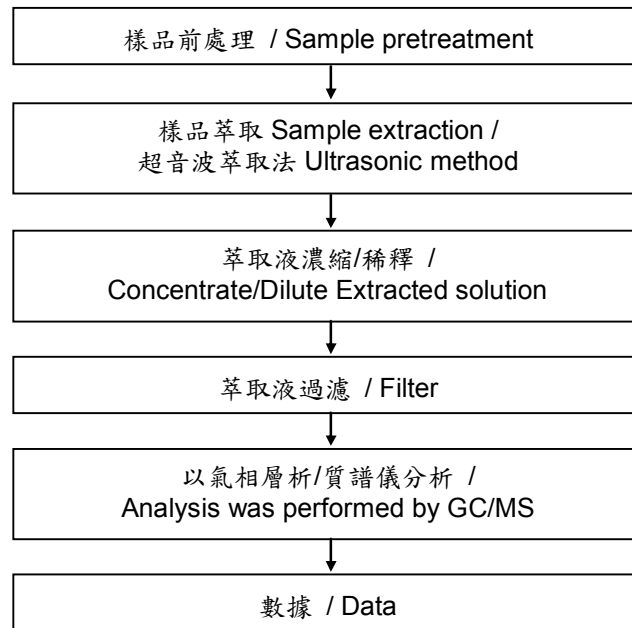 樣品前處理 / Sample pretreatment
樣品萃取 Sample extraction /
超音波萃取法 Ultrasonic method
萃取液濃縮/稀釋 /
Concentrate/Dilute Extracted solution
萃取液過濾 / Filter
以氣相層析/質譜儀分析 /
Analysis was performed by GC/MS
數據 / Data